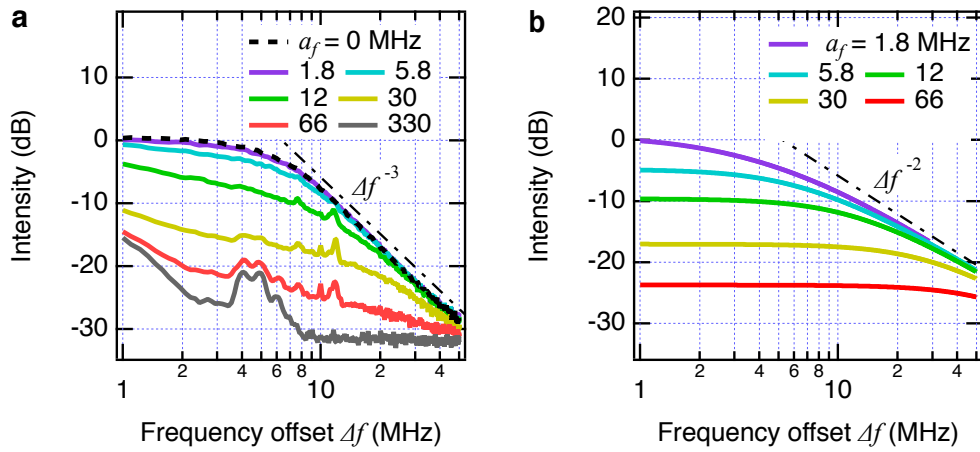 a
a_f = 0 MHz
1.8 5.8
12 30
66 330
Δf⁻³
Intensity (dB)
10
0
-10
-20
-30
1 2 4 6 8 10 2 4
Frequency offset Δf (MHz)
b
a_f = 1.8 MHz
5.8 12
30 66
Δf⁻²
Intensity (dB)
20
10
0
-10
-20
-30
1 2 4 6 8 10 2 4
Frequency offset Δf (MHz)